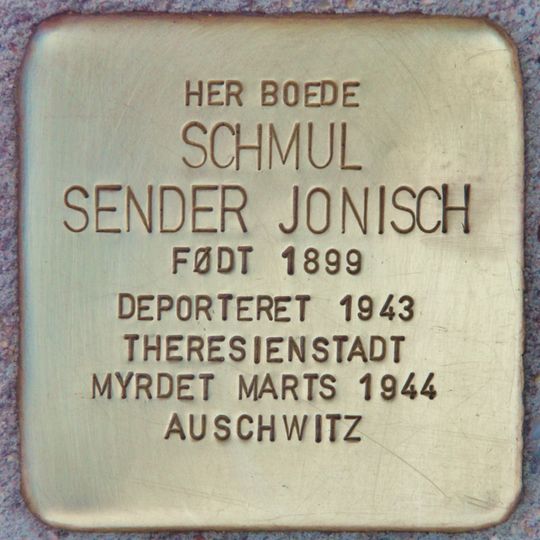 HER BOEDE
SCHMUL
SENDER JONISCH
FØDT 1899
DEPORTERET 1943
THERESIENSTADT
MYRDET MARTS 1944
AUSCHWITZ